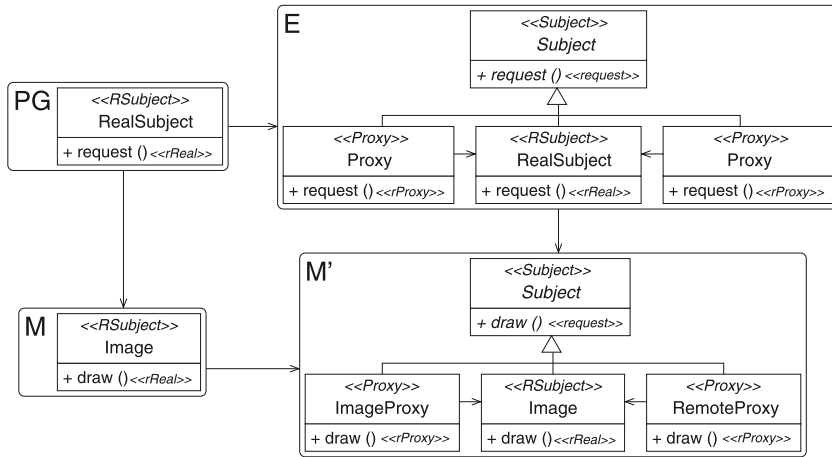 E
<<Subject>>
Subject
+ request () <<request>>
PG
<<RSubject>>
RealSubject
+ request () <<rReal>>
<<Proxy>>
Proxy
+ request () <<rProxy>>
<<RSubject>>
RealSubject
+ request () <<rReal>>
<<Proxy>>
Proxy
+ request () <<rProxy>>
M'
<<Subject>>
Subject
+ draw () <<request>>
M
<<RSubject>>
Image
+ draw () <<rReal>>
<<Proxy>>
ImageProxy
+ draw () <<rProxy>>
<<RSubject>>
Image
+ draw () <<rReal>>
<<Proxy>>
RemoteProxy
+ draw () <<rProxy>>